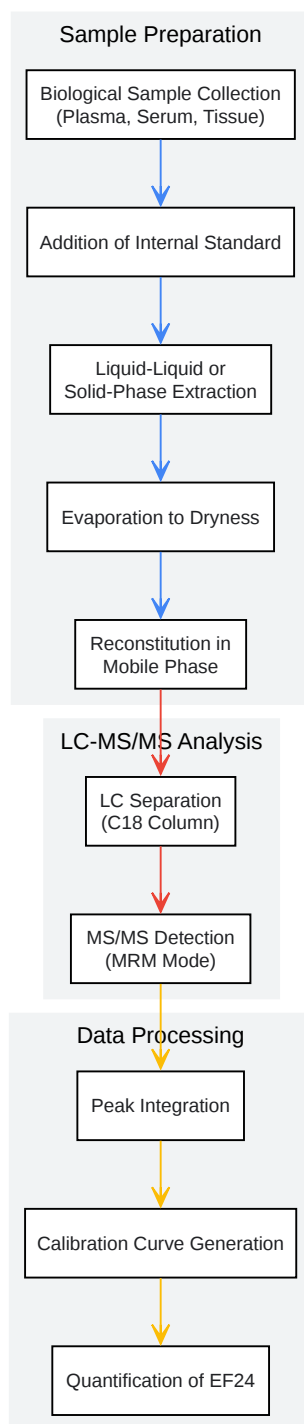 Sample Preparation
Biological Sample Collection
(Plasma, Serum, Tissue)
Addition of Internal Standard
Liquid-Liquid or
Solid-Phase Extraction
Evaporation to Dryness
Reconstitution in
Mobile Phase
LC-MS/MS Analysis
LC Separation
(C18 Column)
MS/MS Detection
(MRM Mode)
Data Processing
Peak Integration
Calibration Curve Generation
Quantification of EF24